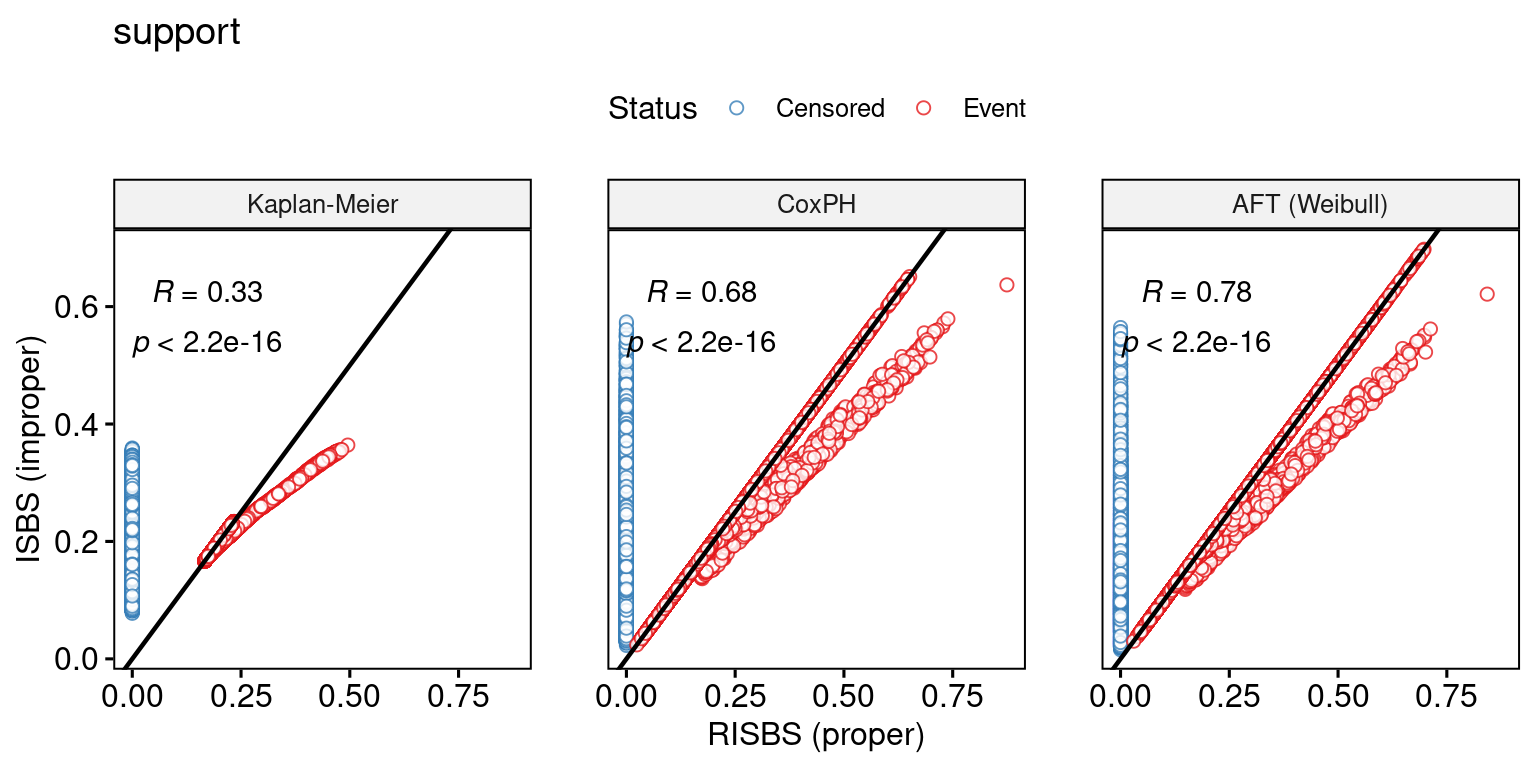 support
Status Censored Event
Kaplan-Meier CoxPH AFT (Weibull)
R = 0.33 R = 0.68 R = 0.78
p < 2.2e-16 p < 2.2e-16 p < 2.2e-16
ISBS (improper)
0.6
0.4
0.2
0.0
0.00 0.25 0.50 0.75 0.00 0.25 0.50 0.75 0.00 0.25 0.50 0.75
RISBS (proper)